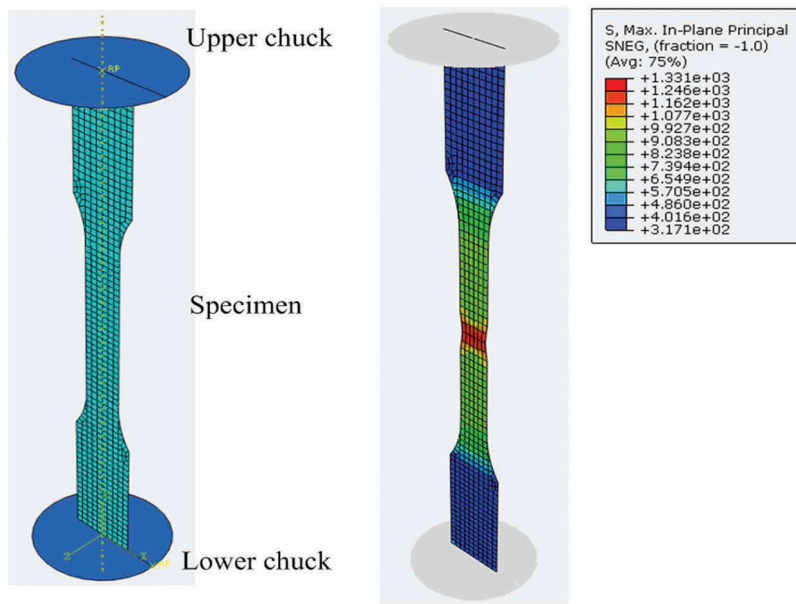 Upper chuck
RP
Specimen
Z
RP
Lower chuck
S, Max. In-Plane Principal
SNEG, (fraction = -1.0)
(Avg: 75%)
+1.331e+03
+1.246e+03
+1.162e+03
+1.077e+03
+9.927e+02
+9.083e+02
+8.238e+02
+7.394e+02
+6.549e+02
+5.705e+02
+4.860e+02
+4.016e+02
+3.171e+02